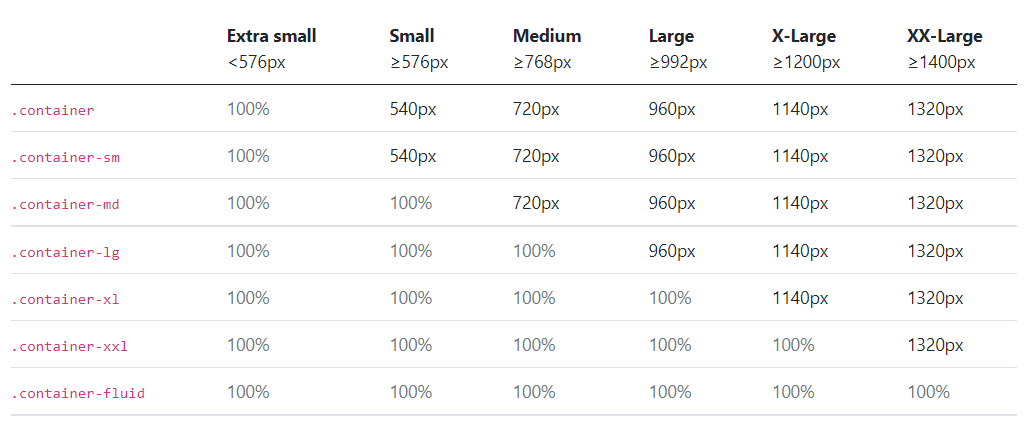 Extra small Small Medium Large X-Large XX-Large
<576px ≥576px ≥768px ≥992px ≥1200px ≥1400px
.container 100% 540px 720px 960px 1140px 1320px
.container-sm 100% 540px 720px 960px 1140px 1320px
.container-md 100% 100% 720px 960px 1140px 1320px
.container-lg 100% 100% 100% 960px 1140px 1320px
.container-xl 100% 100% 100% 100% 1140px 1320px
.container-xxl 100% 100% 100% 100% 100% 1320px
.container-fluid 100% 100% 100% 100% 100% 100%